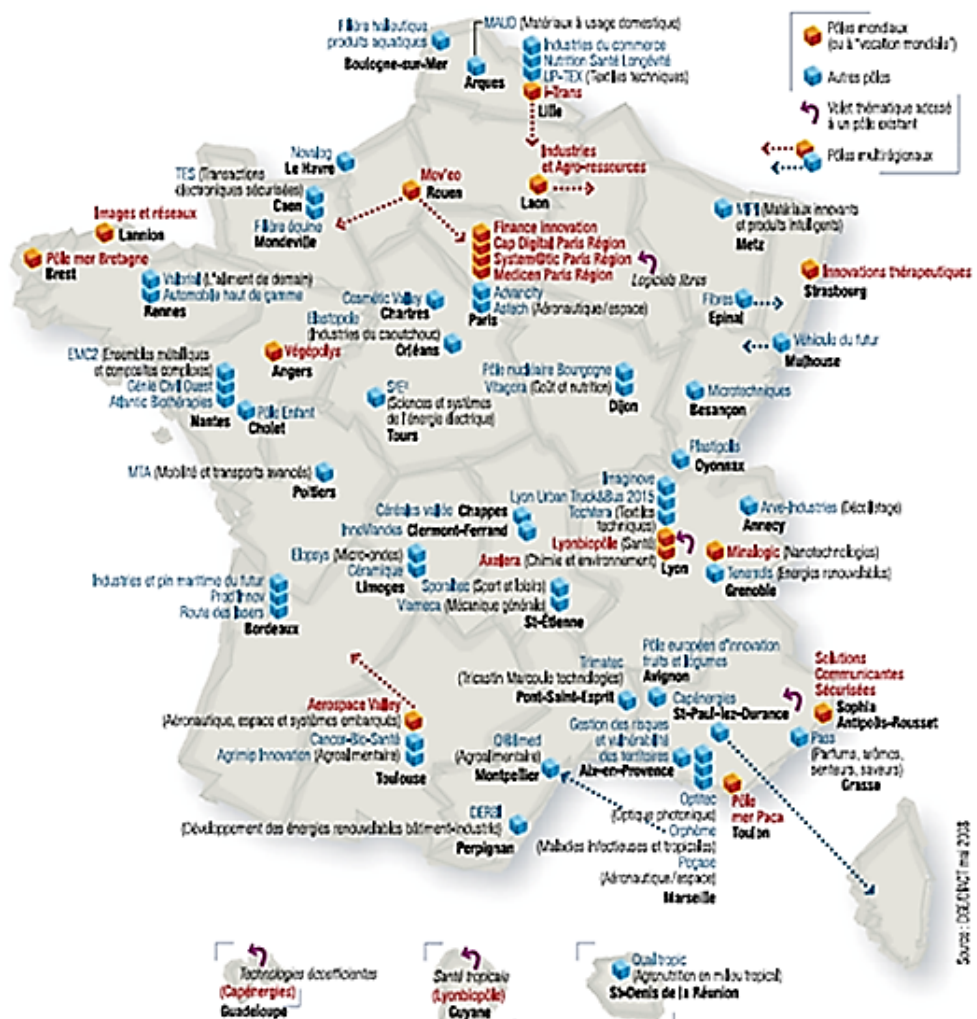 Filière halieutique
produits aquatiques
Boulogne-sur-Mer
MAUD (Matériaux à usage domestique)
Arques
Industries du commerce
Nutrition Santé Longévité
UP-TEX (Textiles techniques)
i-Trans
Lille
Pôles mondiaux
(ou à "vocation mondiale")
Autres pôles
Volet thématique adossé
à un pôle existant
Pôles multirégionaux
Novalog
Le Havre
TES (Transactions
électroniques sécurisées)
Caen
Filière équine
Mondeville
Mov'eo
Rouen
Industries
et Agro-ressources
Laon
Images et réseaux
Lannion
Pôle mer Bretagne
Brest
Valorial (L'aliment de demain)
Automobile haut de gamme
Rennes
Finance innovation
Cap Digital Paris Région
System@tic Paris Région
Medicen Paris Région
Logiciels libres
Advancity
Astech (Aéronautique/espace)
Paris
MIPI (Matériaux innovants
et produits intelligents)
Metz
Innovations thérapeutiques
Strasbourg
Fibres
Epinal
Véhicule du futur
Mulhouse
Cosmetic Valley
Chartres
Elastopole
(Industries du caoutchouc)
Orléans
Végépolys
Angers
EMC2 (Ensembles métalliques
et composites complexes)
Génie Civil Ouest
Atlantic Biothérapies
Nantes
Pôle Enfant
Cholet
S2E2
(Sciences et systèmes
de l'énergie électrique)
Tours
Pôle nucléaire Bourgogne
Vitagora (Goût et nutrition)
Dijon
Microtechniques
Besançon
Plastipolis
Oyonnax
MTA (Mobilité et transports avancés)
Poitiers
Imaginove
Lyon Urban Truck&Bus 2015
Techtera (Textiles
techniques)
Lyonbiopôle (Santé)
Axelera (Chimie et environnement)
Lyon
Arve-Industries (Décolletage)
Annecy
Minalogic (Nanotechnologies)
Tenerrdis (Energies renouvelables)
Grenoble
Céréales vallée Chappes
InnoViandes Clermont-Ferrand
Elopsys (Micro-ondes)
Céramique
Limoges
Sporaltec (Sport et loisirs)
Viameca (Mécanique générale)
St-Étienne
Industries et pin maritime du futur
Prod'Innov
Route des lasers
Bordeaux
Trimatec
(Tricastin Marcoule technologies)
Pont-Saint-Esprit
Pôle européen d'innovation
fruits et légumes
Avignon
Capénergies
St-Paul-lez-Durance
Solutions
Communicantes
Sécurisées
Sophia
Antipolis-Rousset
Pass
(Parfums, arômes,
senteurs, saveurs)
Grasse
Aerospace Valley
(Aéronautique, espace et systèmes embarqués)
Cancer-Bio-Santé
Agrimip Innovation (Agroalimentaire)
Toulouse
Q@limed
(Agroalimentaire)
Montpellier
Gestion des risques
et vulnérabilité
des territoires
Aix-en-Provence
Optitec
(Optique photonique)
Orphème
(Maladies infectieuses et tropicales)
Pégase
(Aéronautique/espace)
Marseille
Pôle
mer Paca
Toulon
DERBI
(Développement des énergies renouvelables bâtiment-industrie)
Perpignan
Source : DGE/DIACT mai 2008
Technologies écoefficientes
(Capénergies)
Guadeloupe
Santé tropicale
(Lyonbiopôle)
Guyane
Qualitropic
(Agronutrition en milieu tropical)
St-Denis de la Réunion